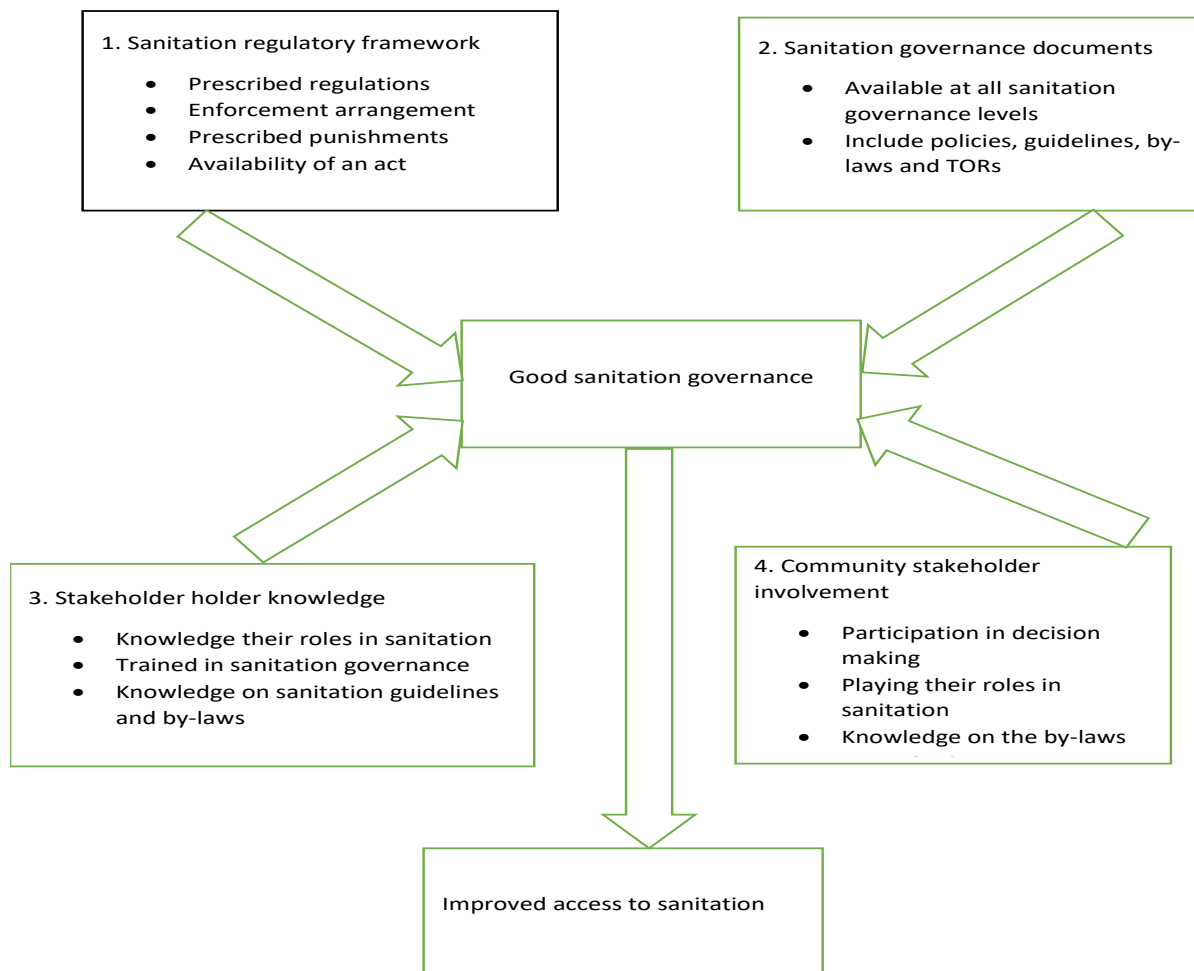 1. Sanitation regulatory framework
• Prescribed regulations
• Enforcement arrangement
• Prescribed punishments
• Availability of an act
2. Sanitation governance documents
• Available at all sanitation
governance levels
• Include policies, guidelines, by-
laws and TORs
Good sanitation governance
3. Stakeholder holder knowledge
• Knowledge their roles in sanitation
• Trained in sanitation governance
• Knowledge on sanitation guidelines
and by-laws
4. Community stakeholder
involvement
• Participation in decision
making
• Playing their roles in
sanitation
• Knowledge on the by-laws
Improved access to sanitation